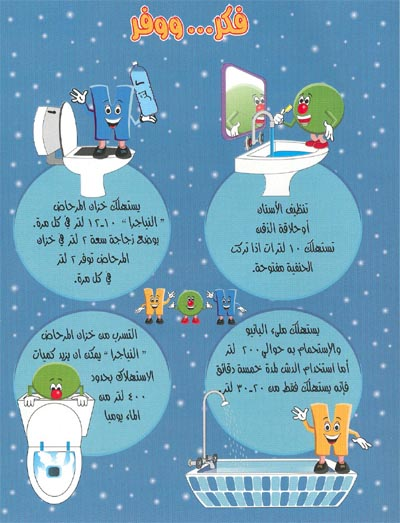 فكر... ووفر
تنظيف الأسنان
أو حلاقة الذقن
تستهلك ١٠ لترات اذا تركت
الحنفية مفتوحة.
يستهلك خزان المرحاض
"النياجرا" ١٠-١٢ لتر في كل مرة.
بوضع زجاجة سعة ٢ لتر في خزان
المرحاض توفر ٢ لتر
في كل مرة.
H O H
يستهلك ملىء البانيو
والإستحمام به حوالي ٢٠٠ لتر
أما استخدام الدش لمدة خمسة دقائق
فإنه يستهلك فقط من ٢٠-٣٠ لتر.
التسرب من خزان المرحاض
"النياجرا" يمكن ان يزيد كميات
الاستهلاك بحدود
٤٠٠ لتر من
الماء يوميا